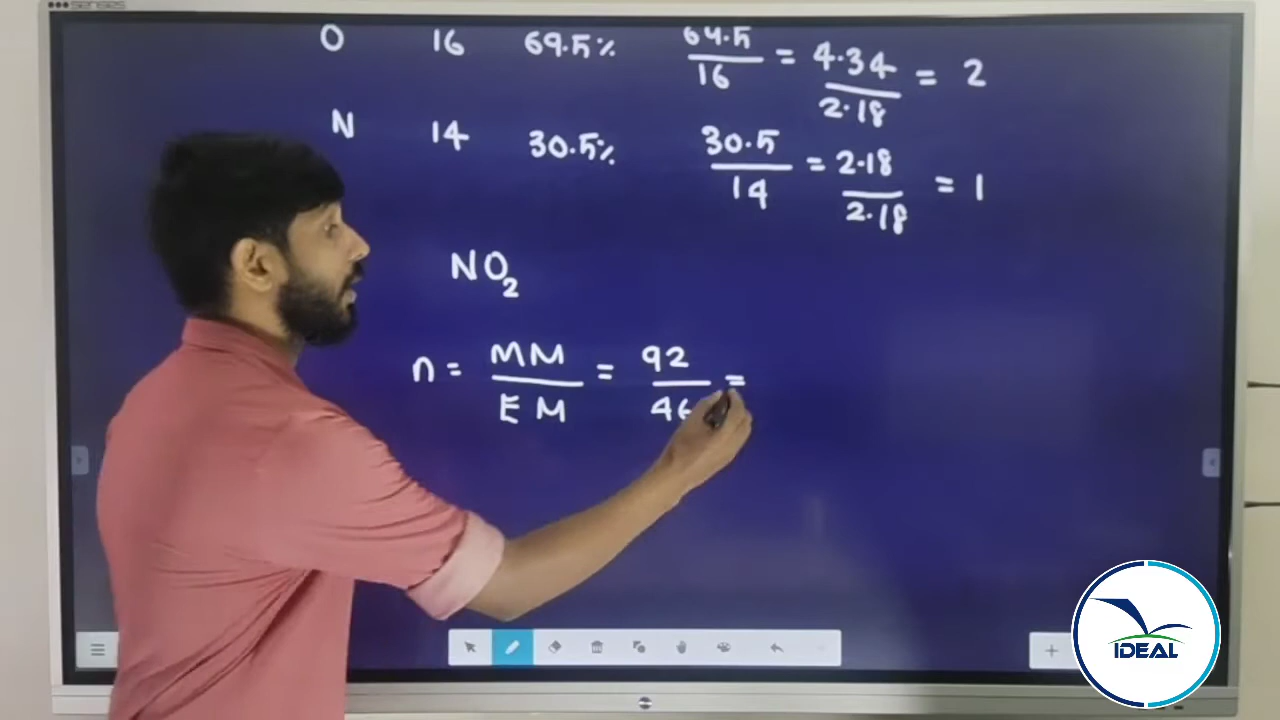 O 16 69.5% 69.5/16 = 4.34/2.18 = 2
N 14 30.5% 30.5/14 = 2.18/2.18 = 1
NO₂
n = MM/EM = 92/46 =
IDEAL